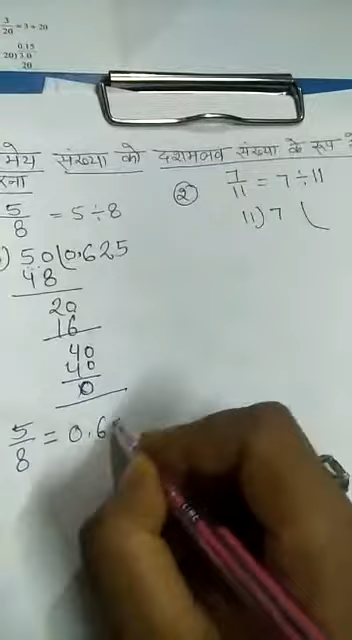 3/20 = 3 ÷ 20
0.15
20)3.0
20
मेय संख्या को दशमलव संख्या के रूप
रना
5/8 = 5 ÷ 8
) 50(0.625
48
20
16
40
40
0
5/8 = 0.6
② 7/11 = 7 ÷ 11
11) 7 (